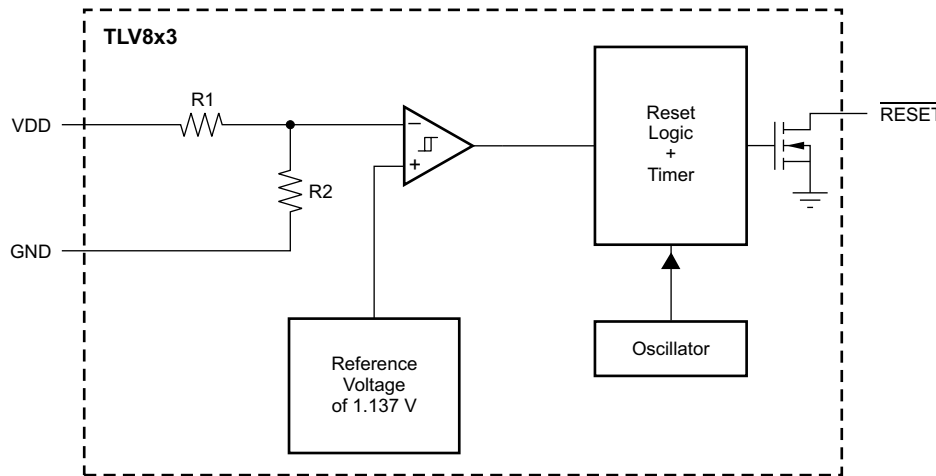 TLV8x3
R1
VDD
R2
GND
−
+
Reset
Logic
+
Timer
RESET
Reference
Voltage
of 1.137 V
Oscillator